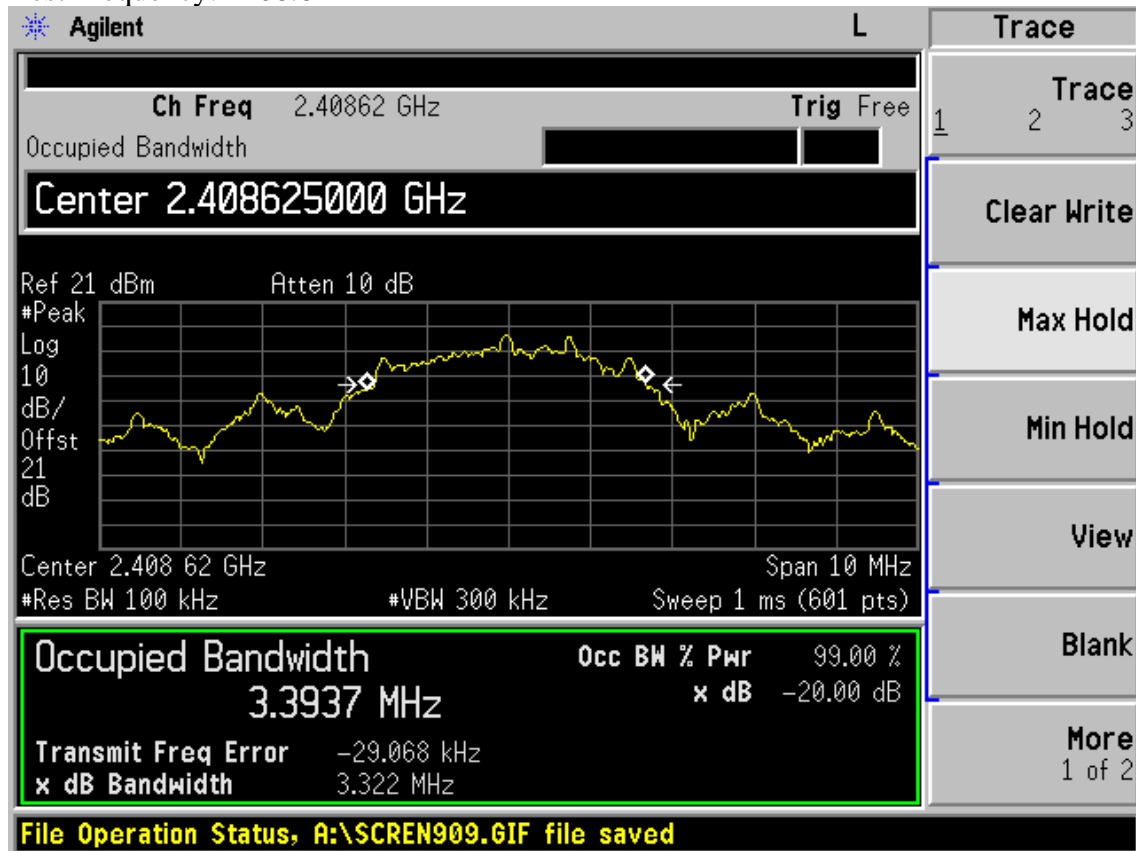 Agilent L Trace
Ch Freq 2.40862 GHz Trig Free
Occupied Bandwidth
Center 2.408625000 GHz
Ref 21 dBm Atten 10 dB
#Peak
Log
10
dB/
Offst
21
dB
Center 2.408 62 GHz Span 10 MHz
#Res BW 100 kHz #VBW 300 kHz Sweep 1 ms (601 pts)
Occupied Bandwidth Occ BW % Pwr 99.00 %
3.3937 MHz x dB -20.00 dB
Transmit Freq Error -29.068 kHz
x dB Bandwidth 3.322 MHz
File Operation Status, A:\SCREN909.GIF file saved
Trace
1 2 3
Clear Write
Max Hold
Min Hold
View
Blank
More
1 of 2